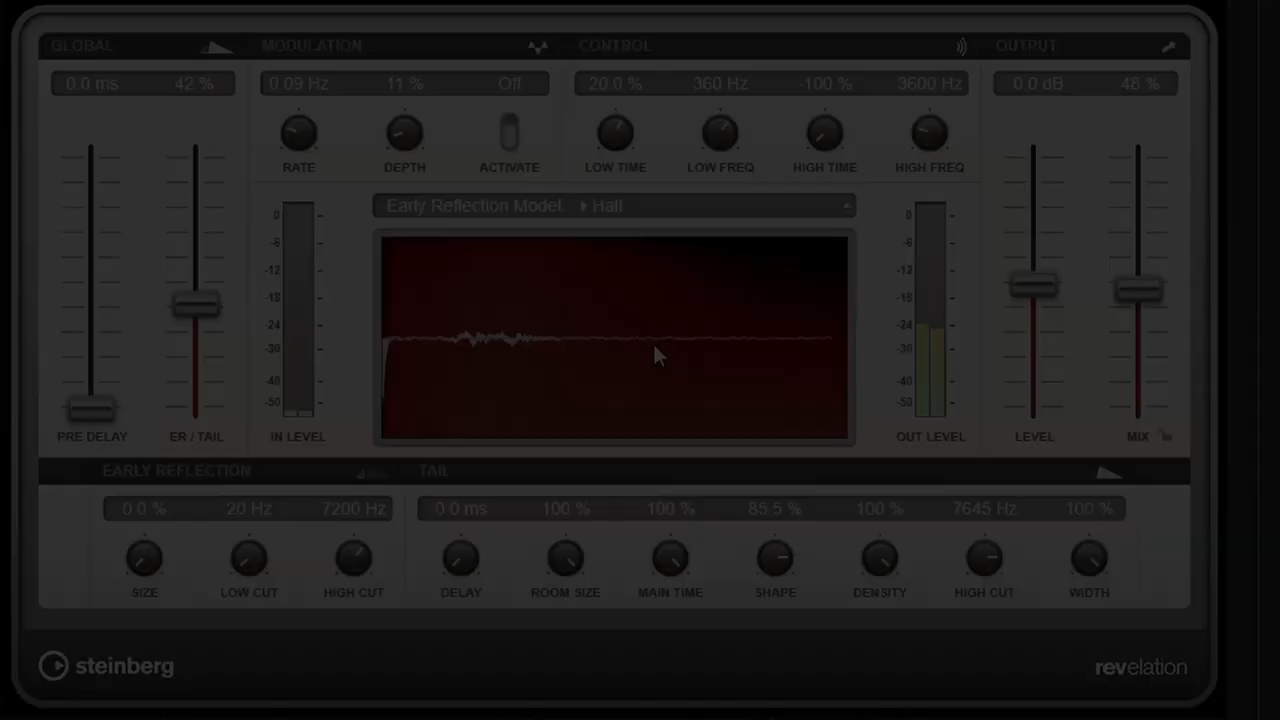 GLOBAL MODULATION CONTROL OUTPUT
0.0 ms 42 % 0.09 Hz 11 % Off 20.0 % 360 Hz -100 % 3600 Hz 0.0 dB 48 %
RATE DEPTH ACTIVATE LOW TIME LOW FREQ HIGH TIME HIGH FREQ
Early Reflection Model: Hall
0 0
-6 -6
-12 -12
-18 -18
-24 -24
-30 -30
-40 -40
-50 -50
PRE DELAY ER / TAIL IN LEVEL OUT LEVEL LEVEL MIX
EARLY REFLECTION TAIL
0.0 % 20 Hz 7200 Hz 0.0 ms 100 % 100 % 85.5 % 100 % 7645 Hz 100 %
SIZE LOW CUT HIGH CUT DELAY ROOM SIZE MAIN TIME SHAPE DENSITY HIGH CUT WIDTH
steinberg revelation